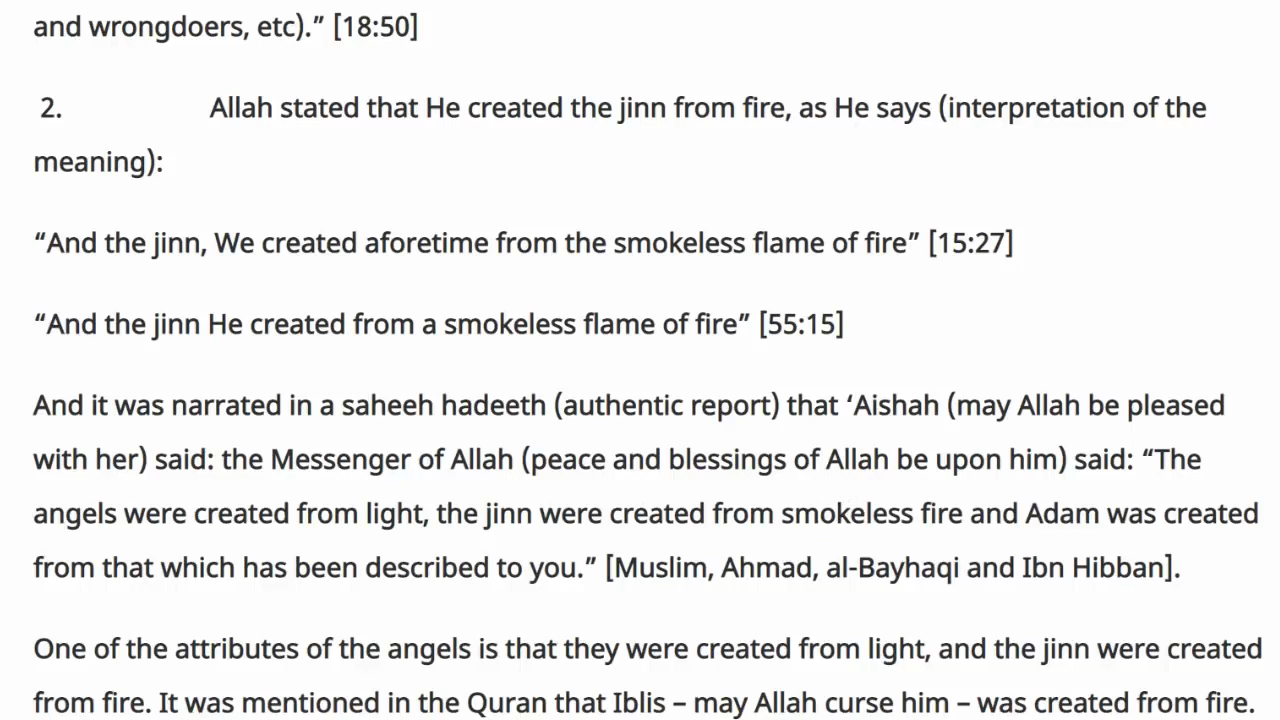 and wrongdoers, etc).” [18:50]
2. Allah stated that He created the jinn from fire, as He says (interpretation of the
meaning):
“And the jinn, We created aforetime from the smokeless flame of fire” [15:27]
“And the jinn He created from a smokeless flame of fire” [55:15]
And it was narrated in a saheeh hadeeth (authentic report) that ‘Aishah (may Allah be pleased
with her) said: the Messenger of Allah (peace and blessings of Allah be upon him) said: “The
angels were created from light, the jinn were created from smokeless fire and Adam was created
from that which has been described to you.” [Muslim, Ahmad, al-Bayhaqi and Ibn Hibban].
One of the attributes of the angels is that they were created from light, and the jinn were created
from fire. It was mentioned in the Quran that Iblis – may Allah curse him – was created from fire.